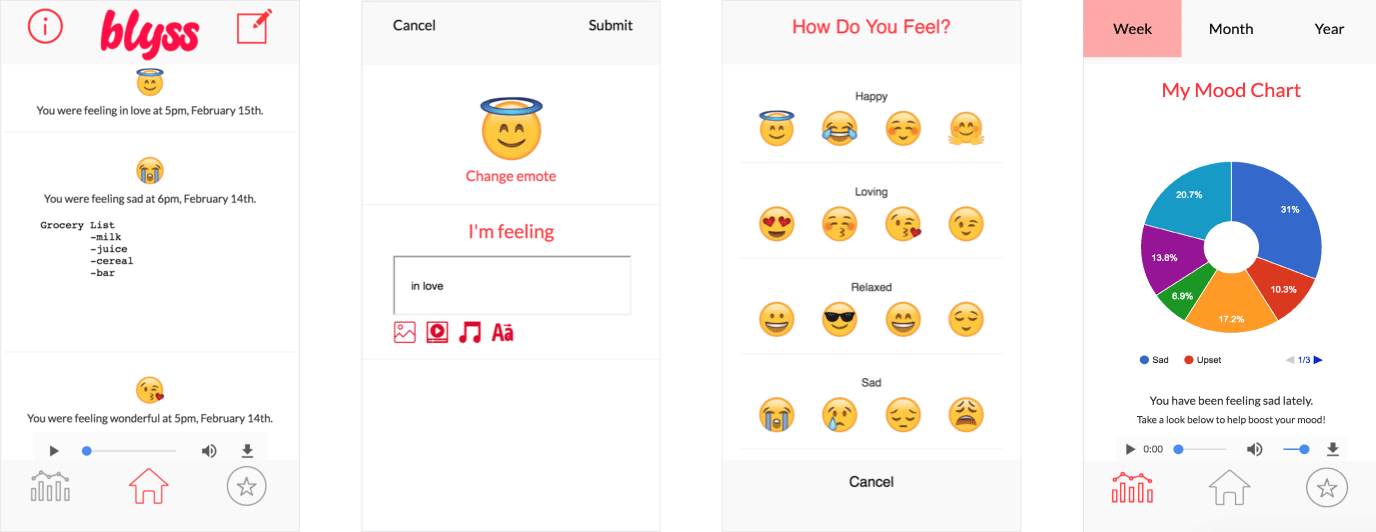 blyss
You were feeling in love at 5pm, February 15th.
You were feeling sad at 6pm, February 14th.
Grocery List
-milk
-juice
-cereal
-bar
You were feeling wonderful at 5pm, February 14th.
Cancel Submit
Change emote
I'm feeling
in love
Aä
How Do You Feel?
Happy
Loving
Relaxed
Sad
Cancel
Week Month Year
My Mood Chart
20.7% 31%
13.8%
6.9% 10.3%
17.2%
Sad Upset 1/3
You have been feeling sad lately.
Take a look below to help boost your mood!
0:00